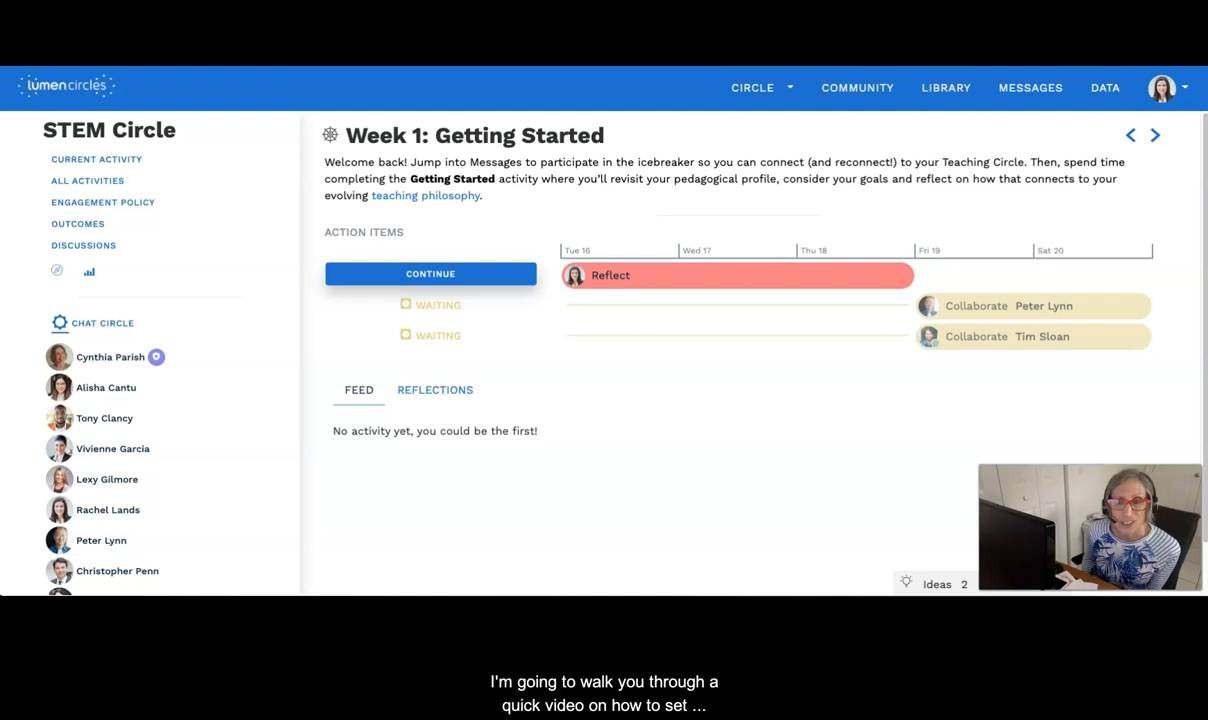 lumen circles
CIRCLE COMMUNITY LIBRARY MESSAGES DATA
STEM Circle
CURRENT ACTIVITY
ALL ACTIVITIES
ENGAGEMENT POLICY
OUTCOMES
DISCUSSIONS
CHAT CIRCLE
Cynthia Parish
Alisha Cantu
Tony Clancy
Vivienne Garcia
Lexy Gilmore
Rachel Lands
Peter Lynn
Christopher Penn
Week 1: Getting Started
Welcome back! Jump into Messages to participate in the icebreaker so you can connect (and reconnect!) to your Teaching Circle. Then, spend time
completing the Getting Started activity where you'll revisit your pedagogical profile, consider your goals and reflect on how that connects to your
evolving teaching philosophy.
ACTION ITEMS
Tue 16 Wed 17 Thu 18 Fri 19 Sat 20
CONTINUE Reflect
WAITING Collaborate Peter Lynn
WAITING Collaborate Tim Sloan
FEED REFLECTIONS
No activity yet, you could be the first!
Ideas 2
I'm going to walk you through a
quick video on how to set ...